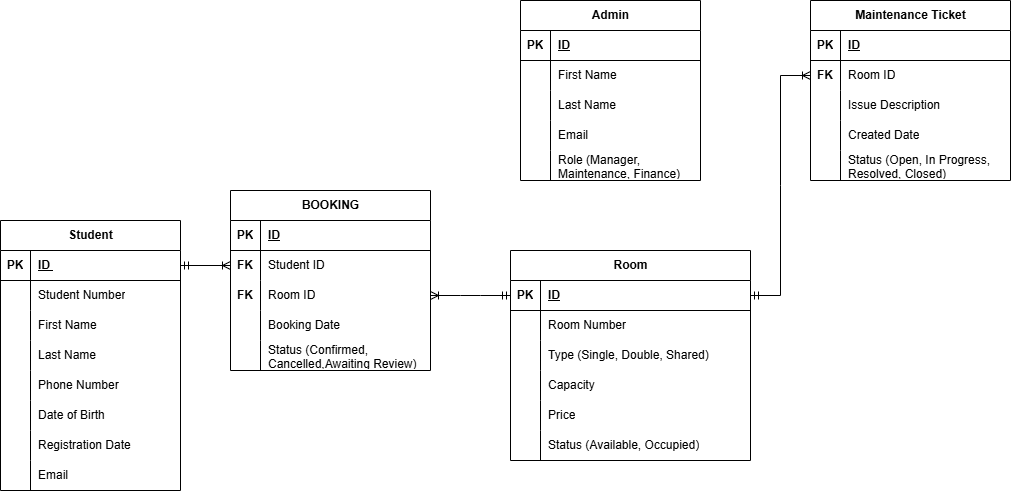 Admin
PK ID
First Name
Last Name
Email
Role (Manager,
Maintenance, Finance)
Maintenance Ticket
PK ID
FK Room ID
Issue Description
Created Date
Status (Open, In Progress,
Resolved, Closed)
BOOKING
PK ID
FK Student ID
FK Room ID
Booking Date
Status (Confirmed,
Cancelled,Awaiting Review)
Student
PK ID
Student Number
First Name
Last Name
Phone Number
Date of Birth
Registration Date
Email
Room
PK ID
Room Number
Type (Single, Double, Shared)
Capacity
Price
Status (Available, Occupied)